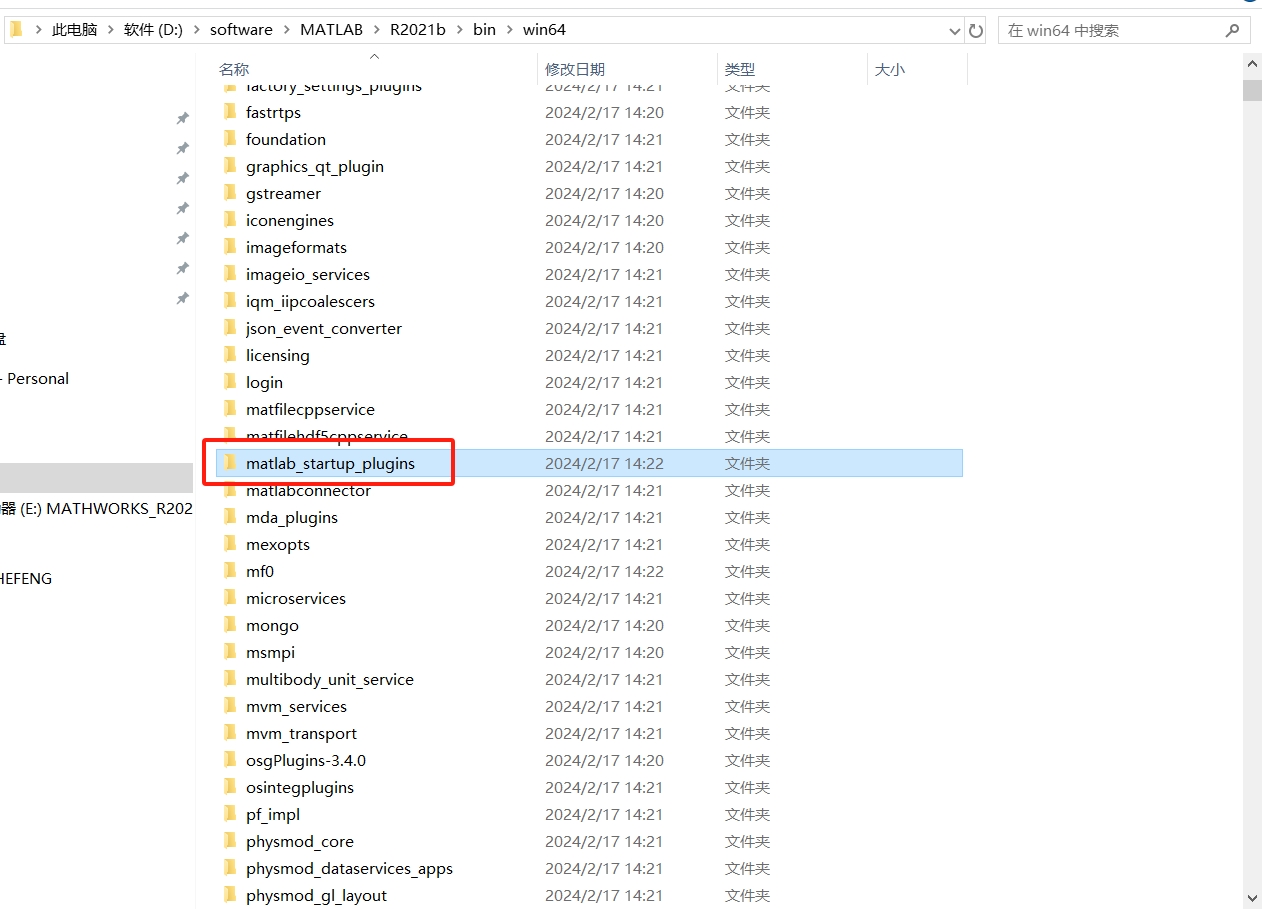 此电脑 > 软件 (D:) > software > MATLAB > R2021b > bin > win64
在 win64 中搜索
名称 修改日期 类型 大小
factory_settings_plugins 2024/2/17 14:21 文件夹
fastrtps 2024/2/17 14:20 文件夹
foundation 2024/2/17 14:21 文件夹
graphics_qt_plugin 2024/2/17 14:21 文件夹
gstreamer 2024/2/17 14:20 文件夹
iconengines 2024/2/17 14:20 文件夹
imageformats 2024/2/17 14:20 文件夹
imageio_services 2024/2/17 14:21 文件夹
iqm_iipcoalescers 2024/2/17 14:21 文件夹
json_event_converter 2024/2/17 14:21 文件夹
licensing 2024/2/17 14:21 文件夹
login 2024/2/17 14:21 文件夹
matfilecppservice 2024/2/17 14:21 文件夹
matfilehdf5cppservice 2024/2/17 14:21 文件夹
matlab_startup_plugins 2024/2/17 14:22 文件夹
matlabconnector 2024/2/17 14:21 文件夹
mda_plugins 2024/2/17 14:21 文件夹
mexopts 2024/2/17 14:21 文件夹
mf0 2024/2/17 14:22 文件夹
microservices 2024/2/17 14:21 文件夹
mongo 2024/2/17 14:20 文件夹
msmpi 2024/2/17 14:20 文件夹
multibody_unit_service 2024/2/17 14:21 文件夹
mvm_services 2024/2/17 14:21 文件夹
mvm_transport 2024/2/17 14:21 文件夹
osgPlugins-3.4.0 2024/2/17 14:20 文件夹
osintegplugins 2024/2/17 14:21 文件夹
pf_impl 2024/2/17 14:21 文件夹
physmod_core 2024/2/17 14:21 文件夹
physmod_dataservices_apps 2024/2/17 14:21 文件夹
physmod_gl_layout 2024/2/17 14:21 文件夹
盘
- Personal
器 (E:) MATHWORKS_R202
HEFENG